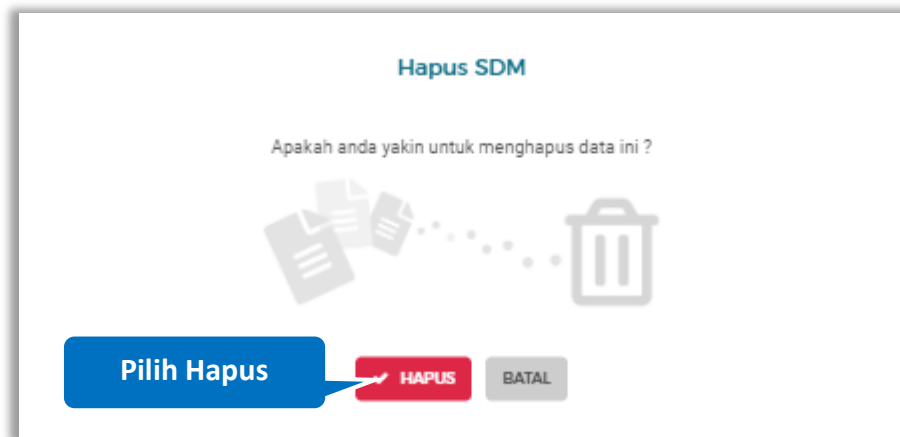 Hapus SDM
Apakah anda yakin untuk menghapus data ini ?
Pilih Hapus
HAPUS
BATAL